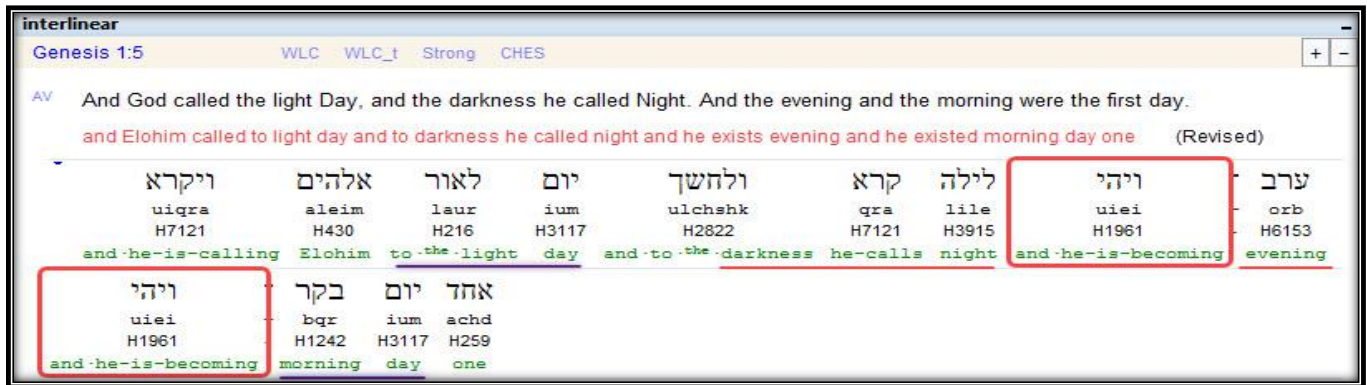 interlinear
Genesis 1:5 WLC WLC_t Strong CHES + -
AV And God called the light Day, and the darkness he called Night. And the evening and the morning were the first day.
and Elohim called to light day and to darkness he called night and he exists evening and he existed morning day one (Revised)
ויקרא אלהים לאור יום ולחשך קרא לילה ויהי - ערב
uiqra aleim laur ium ulchshk qra lile uiei - orb
H7121 H430 H216 H3117 H2822 H7121 H3915 H1961 - H6153
and·he-is-calling Elohim to·the·light day and·to·the·darkness he-calls night and·he-is-becoming evening
ויהי - בקר יום אחד
uiei - bqr ium achd
H1961 - H1242 H3117 H259
and·he-is-becoming morning day one